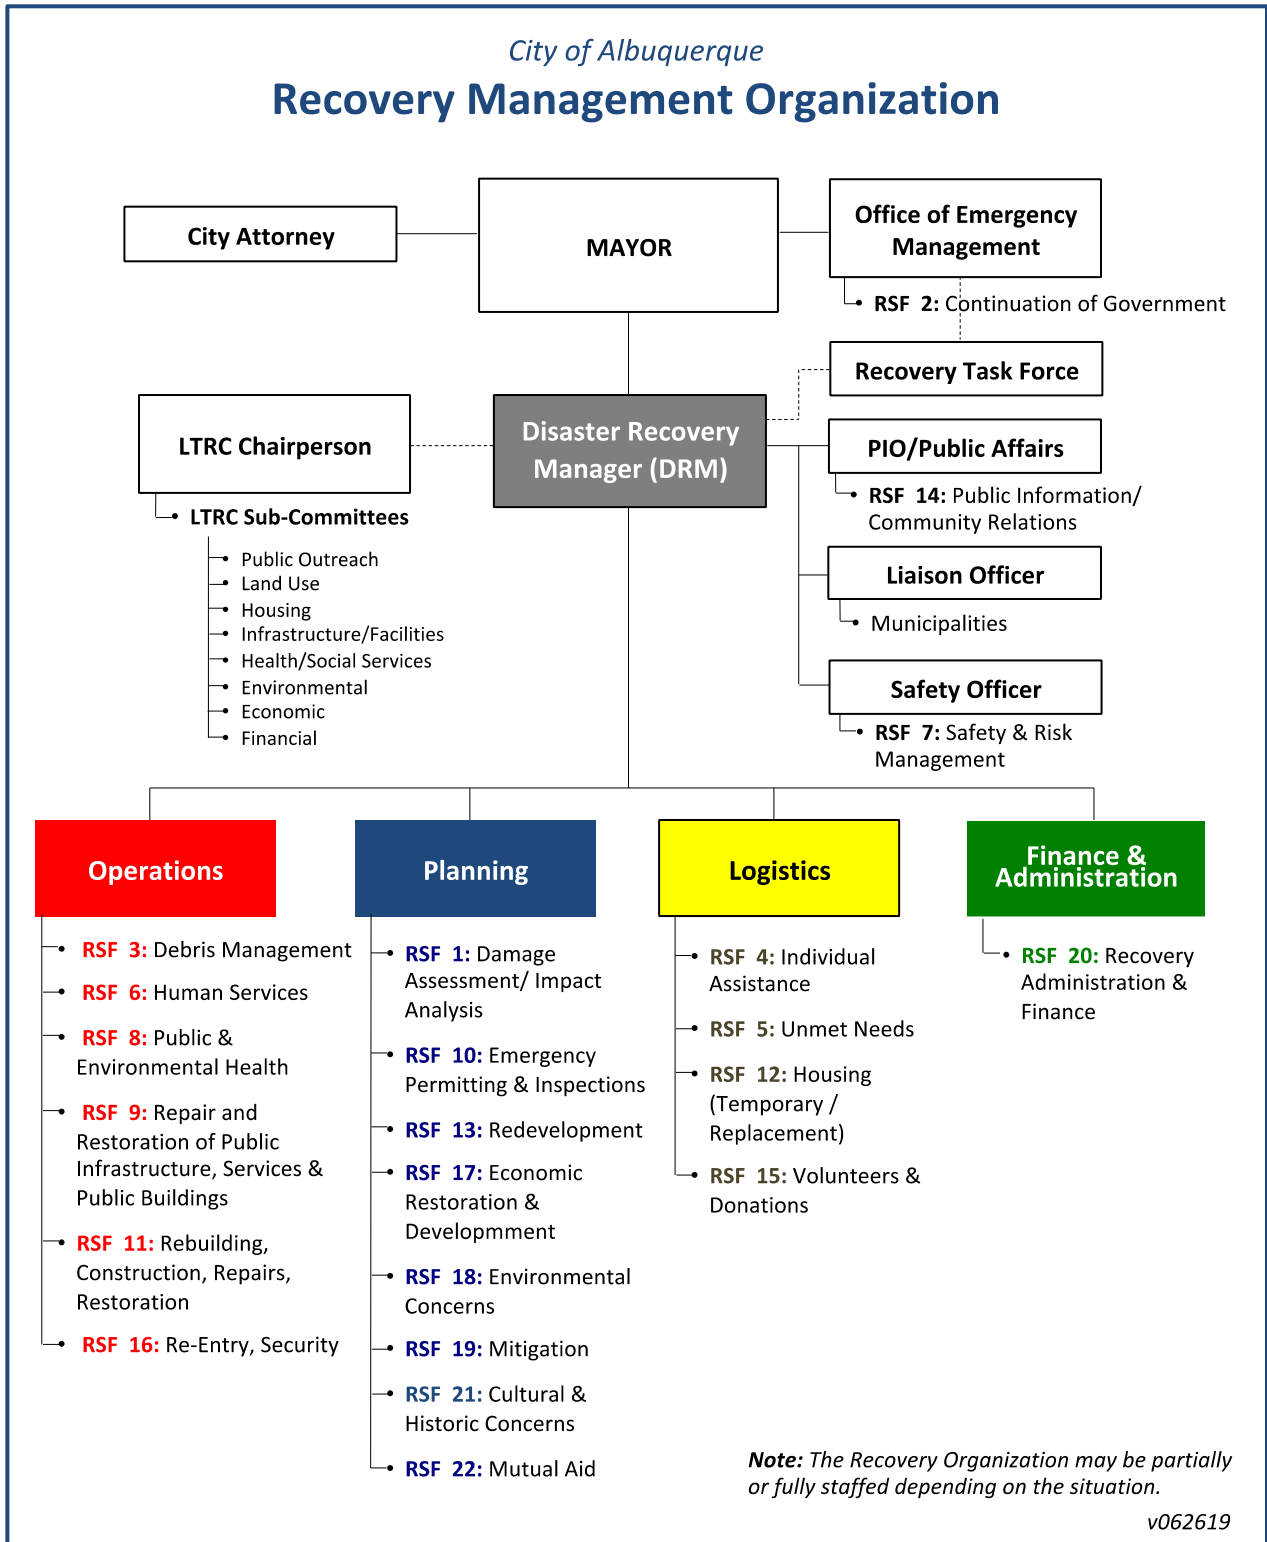 City of Albuquerque
Recovery Management Organization
City Attorney
MAYOR
Office of Emergency
Management
RSF 2: Continuation of Government
Recovery Task Force
LTRC Chairperson
Disaster Recovery
Manager (DRM)
PIO/Public Affairs
RSF 14: Public Information/
Community Relations
LTRC Sub-Committees
Public Outreach
Land Use
Housing
Infrastructure/Facilities
Health/Social Services
Environmental
Economic
Financial
Liaison Officer
Municipalities
Safety Officer
RSF 7: Safety & Risk
Management
Operations
RSF 3: Debris Management
RSF 6: Human Services
RSF 8: Public &
Environmental Health
RSF 9: Repair and
Restoration of Public
Infrastructure, Services &
Public Buildings
RSF 11: Rebuilding,
Construction, Repairs,
Restoration
RSF 16: Re-Entry, Security
Planning
RSF 1: Damage
Assessment/ Impact
Analysis
RSF 10: Emergency
Permitting & Inspections
RSF 13: Redevelopment
RSF 17: Economic
Restoration &
Developmment
RSF 18: Environmental
Concerns
RSF 19: Mitigation
RSF 21: Cultural &
Historic Concerns
RSF 22: Mutual Aid
Logistics
RSF 4: Individual
Assistance
RSF 5: Unmet Needs
RSF 12: Housing
(Temporary /
Replacement)
RSF 15: Volunteers &
Donations
Finance &
Administration
RSF 20: Recovery
Administration &
Finance
Note: The Recovery Organization may be partially
or fully staffed depending on the situation.
v062619